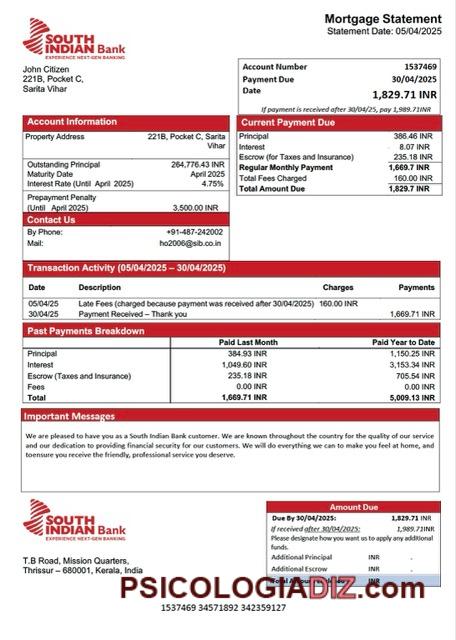 SOUTH
INDIAN Bank
EXPERIENCE NEXT-GEN BANKING
Mortgage Statement
Statement Date: 05/04/2025
John Citizen
221B, Pocket C,
Sarita Vihar
Account Number 1537469
Payment Due 30/04/2025
Date 1,829.71 INR
If payment is received after 30/04/25, pay 1,989.71INR
Account Information
Property Address 221B, Pocket C, Sarita
Vihar
Outstanding Principal 264,776.43 INR
Maturity Date April 2025
Interest Rate (Until April 2025) 4.75%
Prepayment Penalty
(Until April 2025) 3,500.00 INR
Current Payment Due
Principal 386.46 INR
Interest 8.07 INR
Escrow (for Taxes and Insurance) 235.18 INR
Regular Monthly Payment 1,669.7 INR
Total Fees Charged 160.00 INR
Total Amount Due 1,829.7 INR
Contact Us
By Phone: +91-487-242002
Mail: ho2006@sib.co.in
Transaction Activity (05/04/2025 – 30/04/2025)
Date Description Charges Payments
05/04/25 Late Fees (charged because payment was received after 30/04/2025) 160.00 INR
30/04/25 Payment Received – Thank you 1,669.71 INR
Past Payments Breakdown
Paid Last Month Paid Year to Date
Principal 384.93 INR 1,150.25 INR
Interest 1,049.60 INR 3,153.34 INR
Escrow (Taxes and Insurance) 235.18 INR 705.54 INR
Fees 0.00 INR 0.00 INR
Total 1,669.71 INR 5,009.13 INR
Important Messages
We are pleased to have you as a South Indian Bank customer. We are known throughout the country for the quality of our service
and our dedication to providing financial security for our customers. We will do everything we can to make you feel at home, and
toensure you receive the friendly, professional service you deserve.
SOUTH
INDIAN Bank
EXPERIENCE NEXT-GEN BANKING
T.B Road, Mission Quarters,
Thrissur – 680001, Kerala, India
Amount Due
Due By 30/04/2025: 1,829.71 INR
If received after 30/04/2025: 1,989.71INR
Please designate how you want us to apply any additional
funds.
Additional Principal INR .
Additional Escrow INR .
Total Amount INR
PSICOLOGIADIZ.com
1537469 34571892 342359127